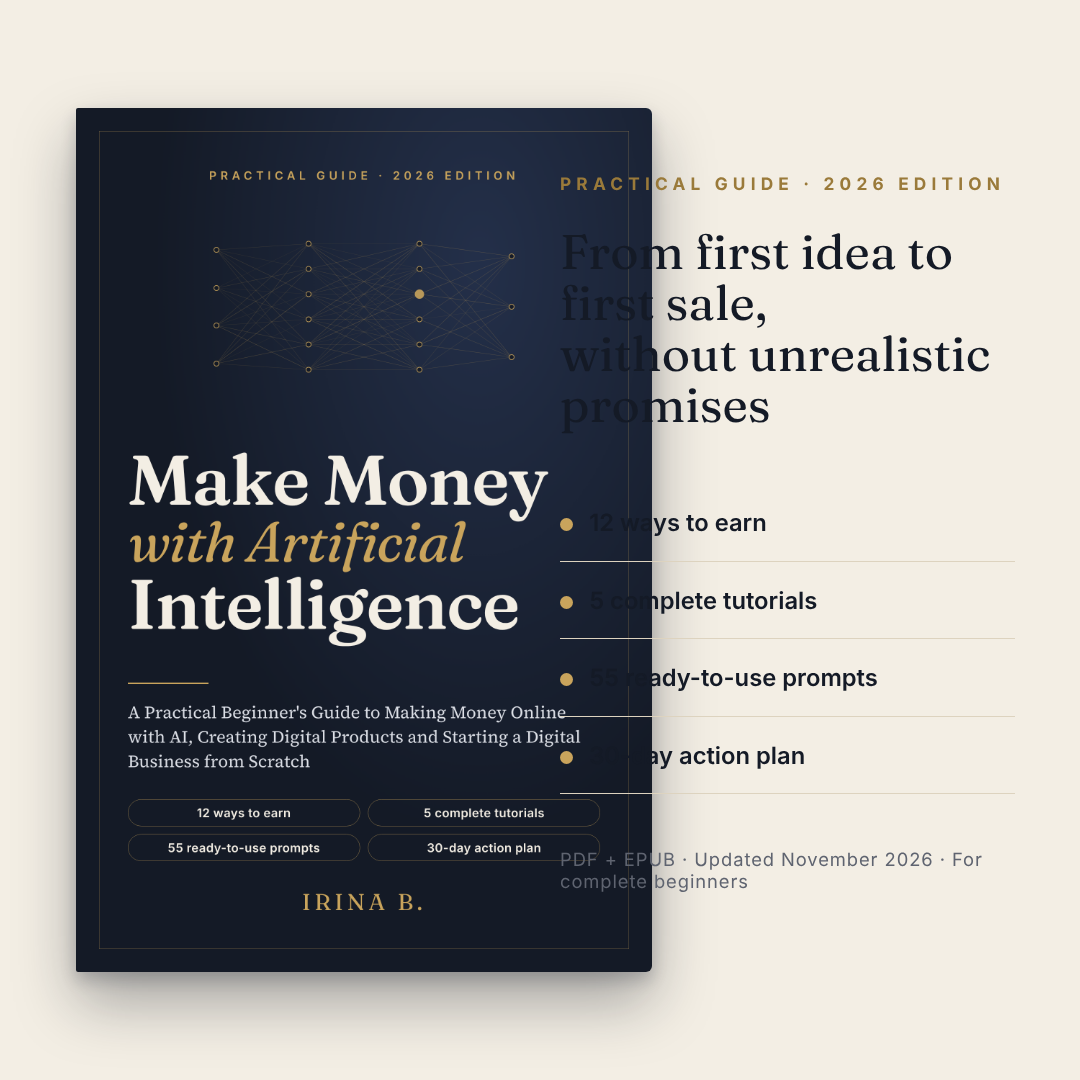 PRACTICAL GUIDE · 2026 EDITION
Make Money
with Artificial
Intelligence
A Practical Beginner's Guide to Making Money Online
with AI, Creating Digital Products and Starting a Digital
Business from Scratch
12 ways to earn
5 complete tutorials
55 ready-to-use prompts
30-day action plan
IRINA B.
PRACTICAL GUIDE · 2026 EDITION
From first idea to
first sale,
without unrealistic
promises
12 ways to earn
5 complete tutorials
55 ready-to-use prompts
30-day action plan
PDF + EPUB · Updated November 2026 · For
complete beginners